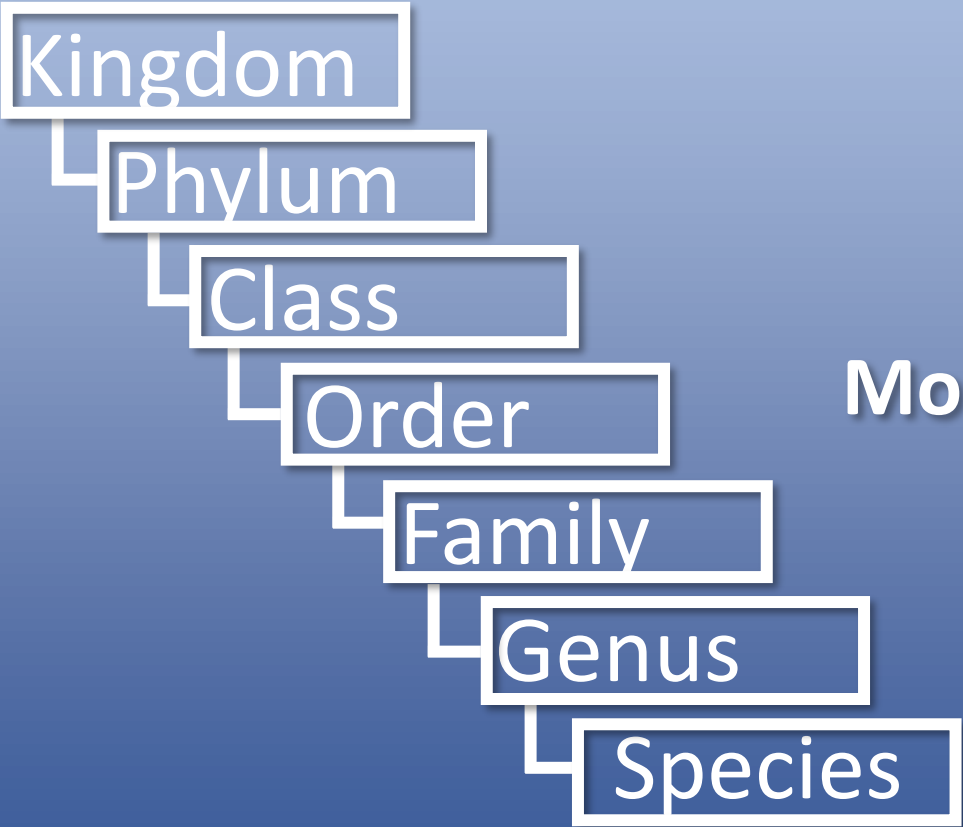 Kingdom
Phylum
Class
Order
Mo
Family
Genus
Species